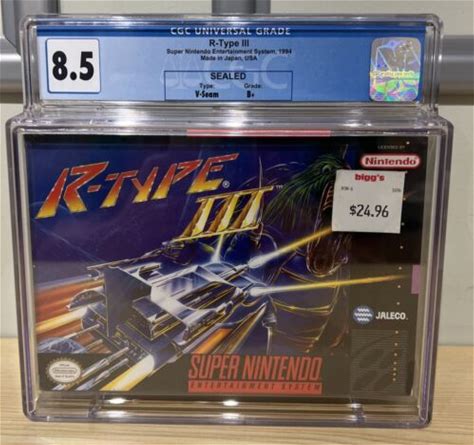 CGC UNIVERSAL GRADE
8.5
R-Type III
Super Nintendo Entertainment System, 1994
Made in Japan, USA
SEALED
Type:
Grade:
V-Seam
B+
LICENSED BY
Nintendo
bigg's
$24.96
R-TYPE®
III™
JALECO®
SUPER NINTENDO
ENTERTAINMENT SYSTEM